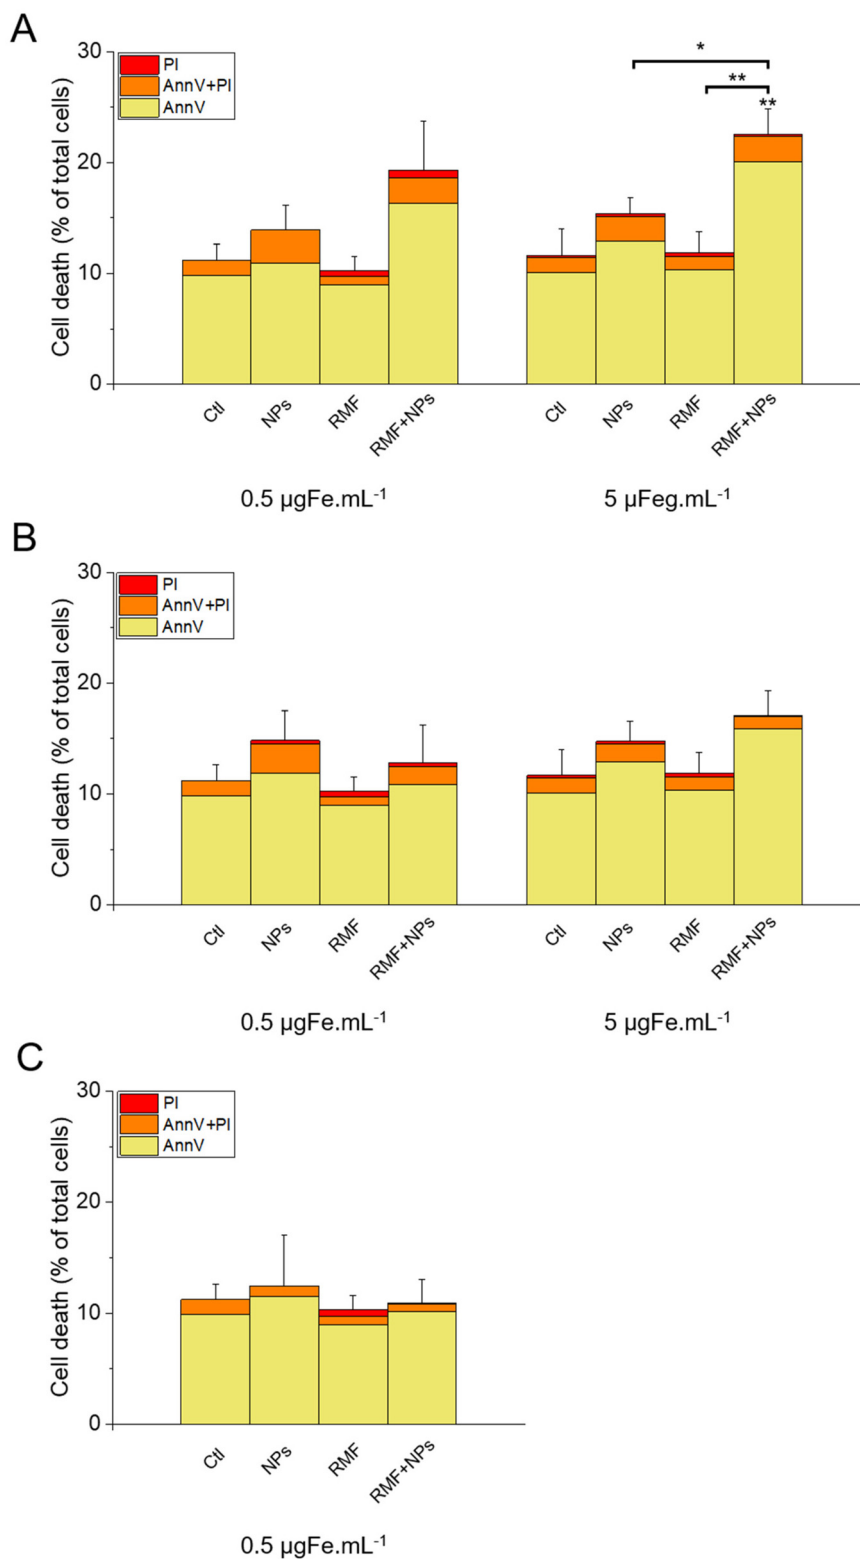 A
30
20
10
0
Cell death (% of total cells)
PI
AnnV+PI
AnnV
*
**
**
Ctl
NPs
RMF
RMF+NPs
Ctl
NPs
RMF
RMF+NPs
0.5 µgFe.mL⁻¹
5 µFeg.mL⁻¹
B
30
20
10
0
Cell death (% of total cells)
PI
AnnV+PI
AnnV
Ctl
NPs
RMF
RMF+NPs
Ctl
NPs
RMF
RMF+NPs
0.5 µgFe.mL⁻¹
5 µgFe.mL⁻¹
C
30
20
10
0
Cell death (% of total cells)
PI
AnnV+PI
AnnV
Ctl
NPs
RMF
RMF+NPs
0.5 µgFe.mL⁻¹